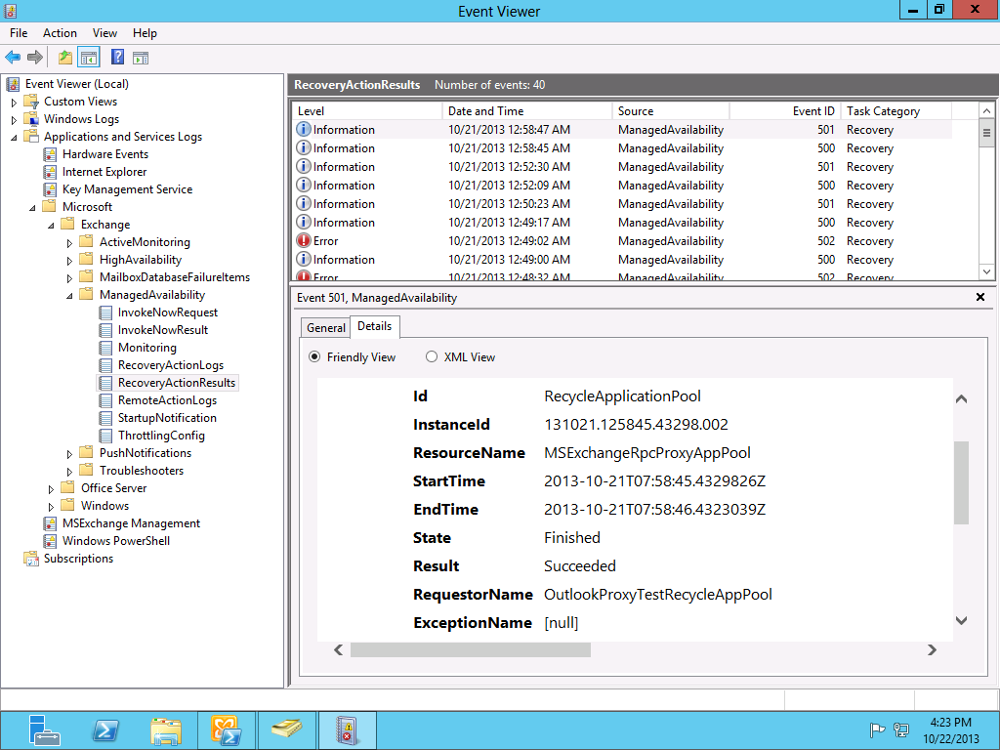 Event Viewer
File Action View Help
Event Viewer (Local)
Custom Views
Windows Logs
Applications and Services Logs
Hardware Events
Internet Explorer
Key Management Service
Microsoft
Exchange
ActiveMonitoring
HighAvailability
MailboxDatabaseFailureItems
ManagedAvailability
InvokeNowRequest
InvokeNowResult
Monitoring
RecoveryActionLogs
RecoveryActionResults
RemoteActionLogs
StartupNotification
ThrottlingConfig
PushNotifications
Troubleshooters
Office Server
Windows
MSExchange Management
Windows PowerShell
Subscriptions
RecoveryActionResults Number of events: 40
Level Date and Time Source Event ID Task Category
Information 10/21/2013 12:58:47 AM ManagedAvailability 501 Recovery
Information 10/21/2013 12:58:45 AM ManagedAvailability 500 Recovery
Information 10/21/2013 12:52:30 AM ManagedAvailability 501 Recovery
Information 10/21/2013 12:52:09 AM ManagedAvailability 500 Recovery
Information 10/21/2013 12:50:23 AM ManagedAvailability 501 Recovery
Information 10/21/2013 12:49:17 AM ManagedAvailability 500 Recovery
Error 10/21/2013 12:49:02 AM ManagedAvailability 502 Recovery
Information 10/21/2013 12:49:00 AM ManagedAvailability 500 Recovery
Error 10/21/2013 12:48:32 AM ManagedAvailability 502 Recovery
Event 501, ManagedAvailability
General Details
Friendly View XML View
Id RecycleApplicationPool
InstanceId 131021.125845.43298.002
ResourceName MSExchangeRpcProxyAppPool
StartTime 2013-10-21T07:58:45.4329826Z
EndTime 2013-10-21T07:58:46.4323039Z
State Finished
Result Succeeded
RequestorName OutlookProxyTestRecycleAppPool
ExceptionName [null]
4:23 PM
10/22/2013